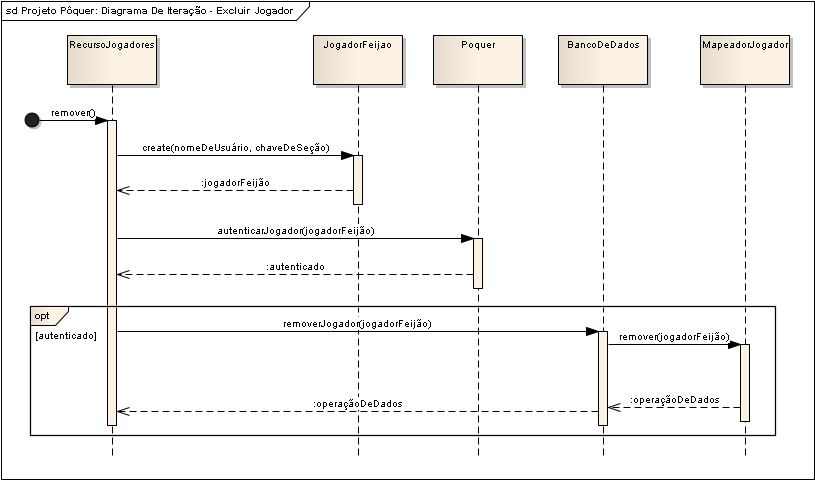 sd Projeto Pôquer: Diagrama De Iteração - Excluir Jogador
RecursoJogadores
JogadorFeijao
Poquer
BancoDeDados
MapeadorJogador
remover()
create(nomeDeUsuário, chaveDeSeção)
:jogadorFeijão
autenticarJogador(jogadorFeijão)
:autenticado
opt
[autenticado]
removerJogador(jogadorFeijão)
remover(jogadorFeijão)
:operaçãoDeDados
:operaçãoDeDados